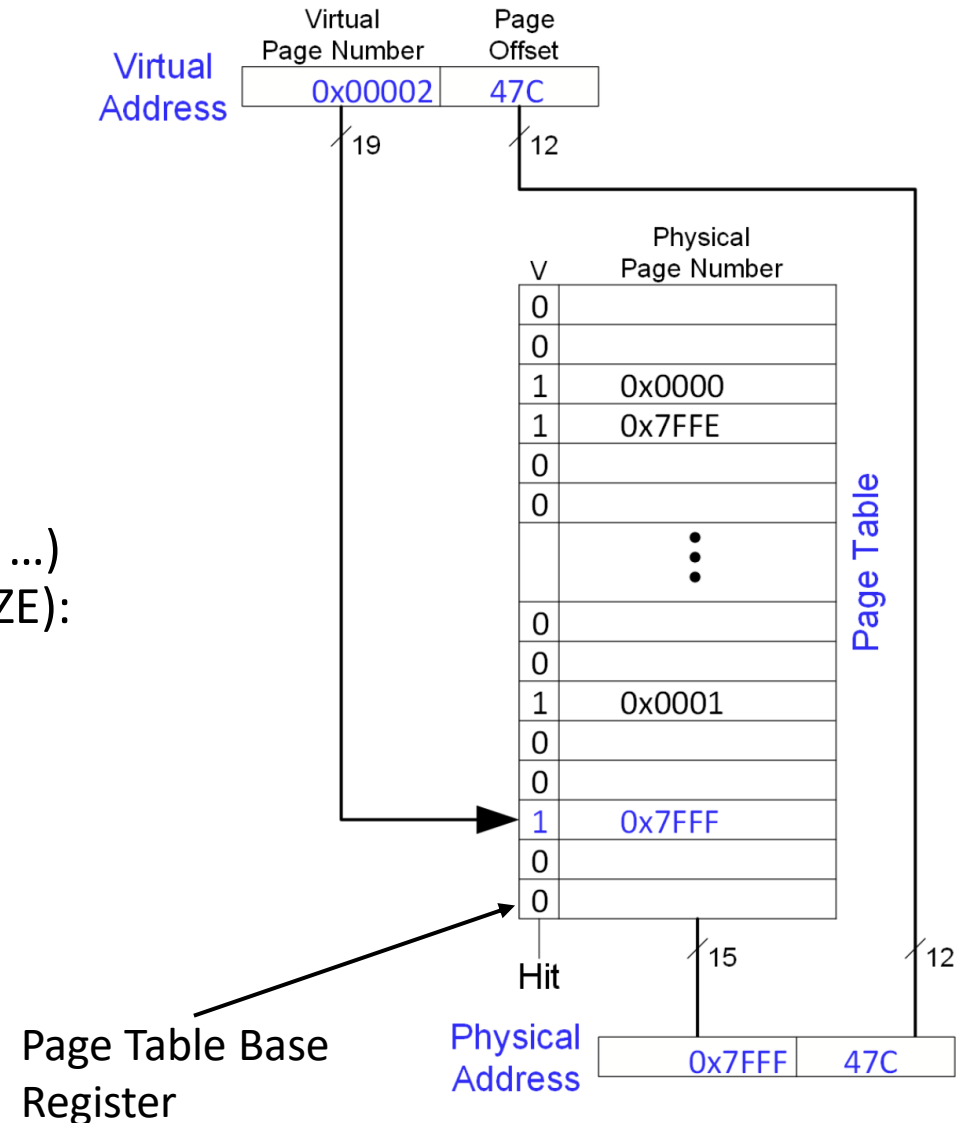 Virtual
Page Number
Page
Offset
Virtual
Address
0x00002
47C
19
12
Physical
Page Number
V
0
0
1 0x0000
1 0x7FFE
0
0
...)
ZE):
0
0
1 0x0001
0
0
1 0x7FFF
0
0
Page Table
Hit
15
12
Page Table Base
Register
Physical
Address
0x7FFF
47C